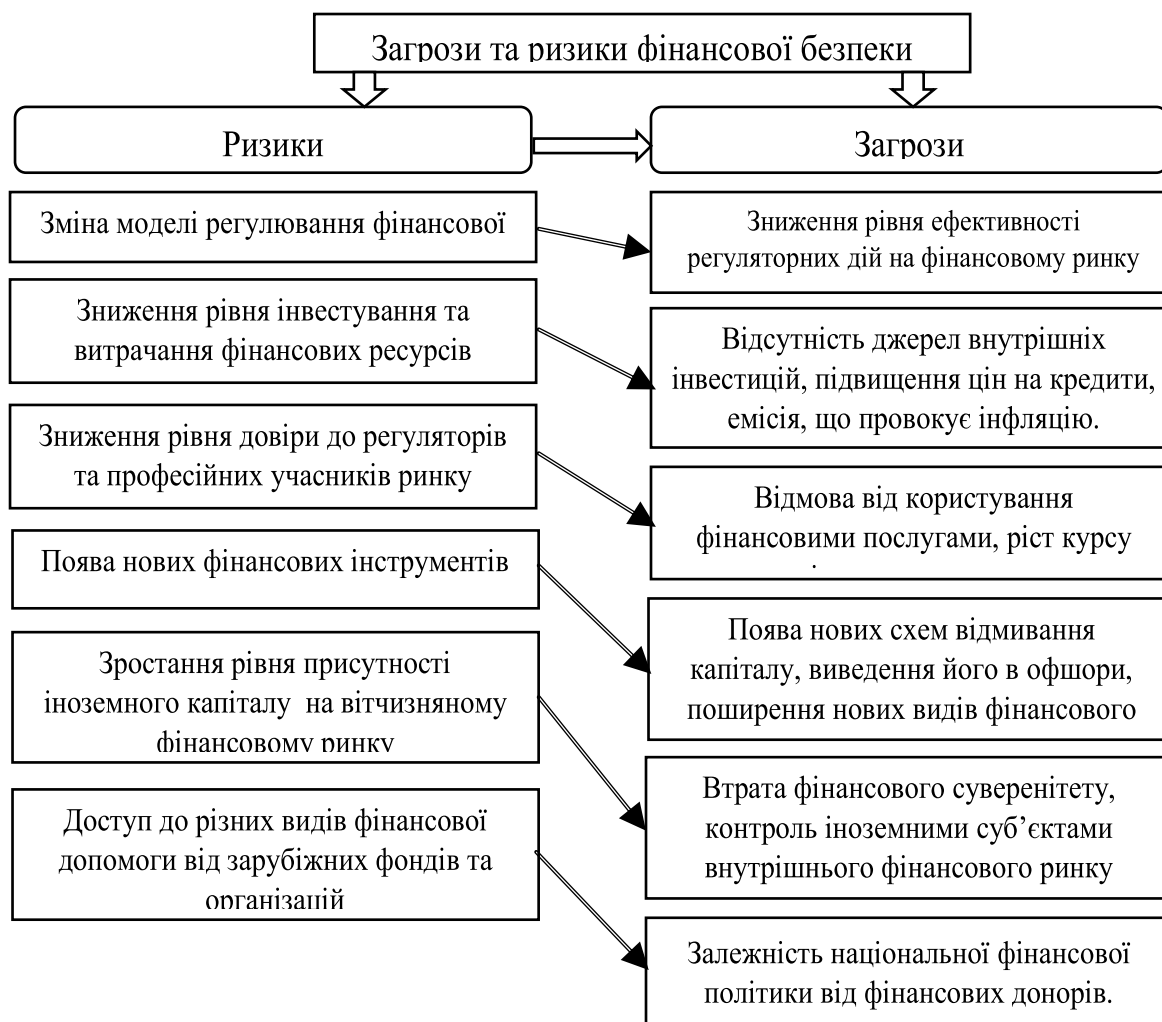 Загрози та ризики фінансової безпеки
Ризики
Загрози
Зміна моделі регулювання фінансової
Зниження рівня ефективності
регуляторних дій на фінансовому ринку
Зниження рівня інвестування та
витрачання фінансових ресурсів
Відсутність джерел внутрішніх
інвестицій, підвищення цін на кредити,
емісія, що провокує інфляцію.
Зниження рівня довіри до регуляторів
та професійних учасників ринку
Відмова від користування
фінансовими послугами, ріст курсу
Поява нових фінансових інструментів
Поява нових схем відмивання
капіталу, виведення його в офшори,
поширення нових видів фінансового
Зростання рівня присутності
іноземного капіталу на вітчизняному
фінансовому ринку
Втрата фінансового суверенітету,
контроль іноземними суб’єктами
внутрішнього фінансового ринку
Доступ до різних видів фінансової
допомоги від зарубіжних фондів та
організацій
Залежність національної фінансової
політики від фінансових донорів.